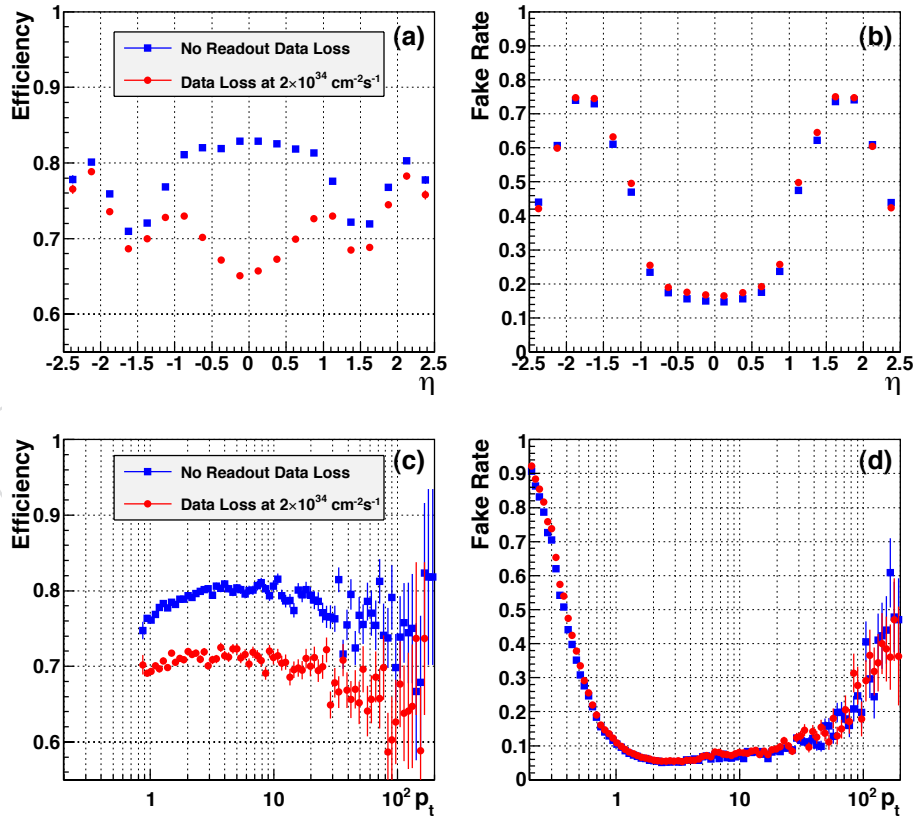 (a)
Efficiency
1
0.9
0.8
0.7
0.6
No Readout Data Loss
Data Loss at 2×10³⁴ cm⁻²s⁻¹
-2.5 -2 -1.5 -1 -0.5 0 0.5 1 1.5 2 2.5
η
(b)
Fake Rate
1
0.9
0.8
0.7
0.6
0.5
0.4
0.3
0.2
0.1
0
-2.5 -2 -1.5 -1 -0.5 0 0.5 1 1.5 2 2.5
η
(c)
Efficiency
1
0.9
0.8
0.7
0.6
No Readout Data Loss
Data Loss at 2×10³⁴ cm⁻²s⁻¹
1 10 10² pₜ
(d)
Fake Rate
1
0.9
0.8
0.7
0.6
0.5
0.4
0.3
0.2
0.1
0
1 10 10² pₜ